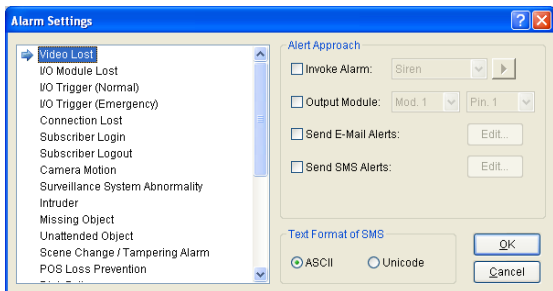 Alarm Settings
Video Lost
I/O Module Lost
I/O Trigger (Normal)
I/O Trigger (Emergency)
Connection Lost
Subscriber Login
Subscriber Logout
Camera Motion
Surveillance System Abnormality
Intruder
Missing Object
Unattended Object
Scene Change / Tampering Alarm
POS Loss Prevention
Alert Approach
Invoke Alarm: Siren
Output Module: Mod. 1 Pin. 1
Send E-Mail Alerts: Edit...
Send SMS Alerts: Edit...
Text Format of SMS
ASCII Unicode
OK
Cancel